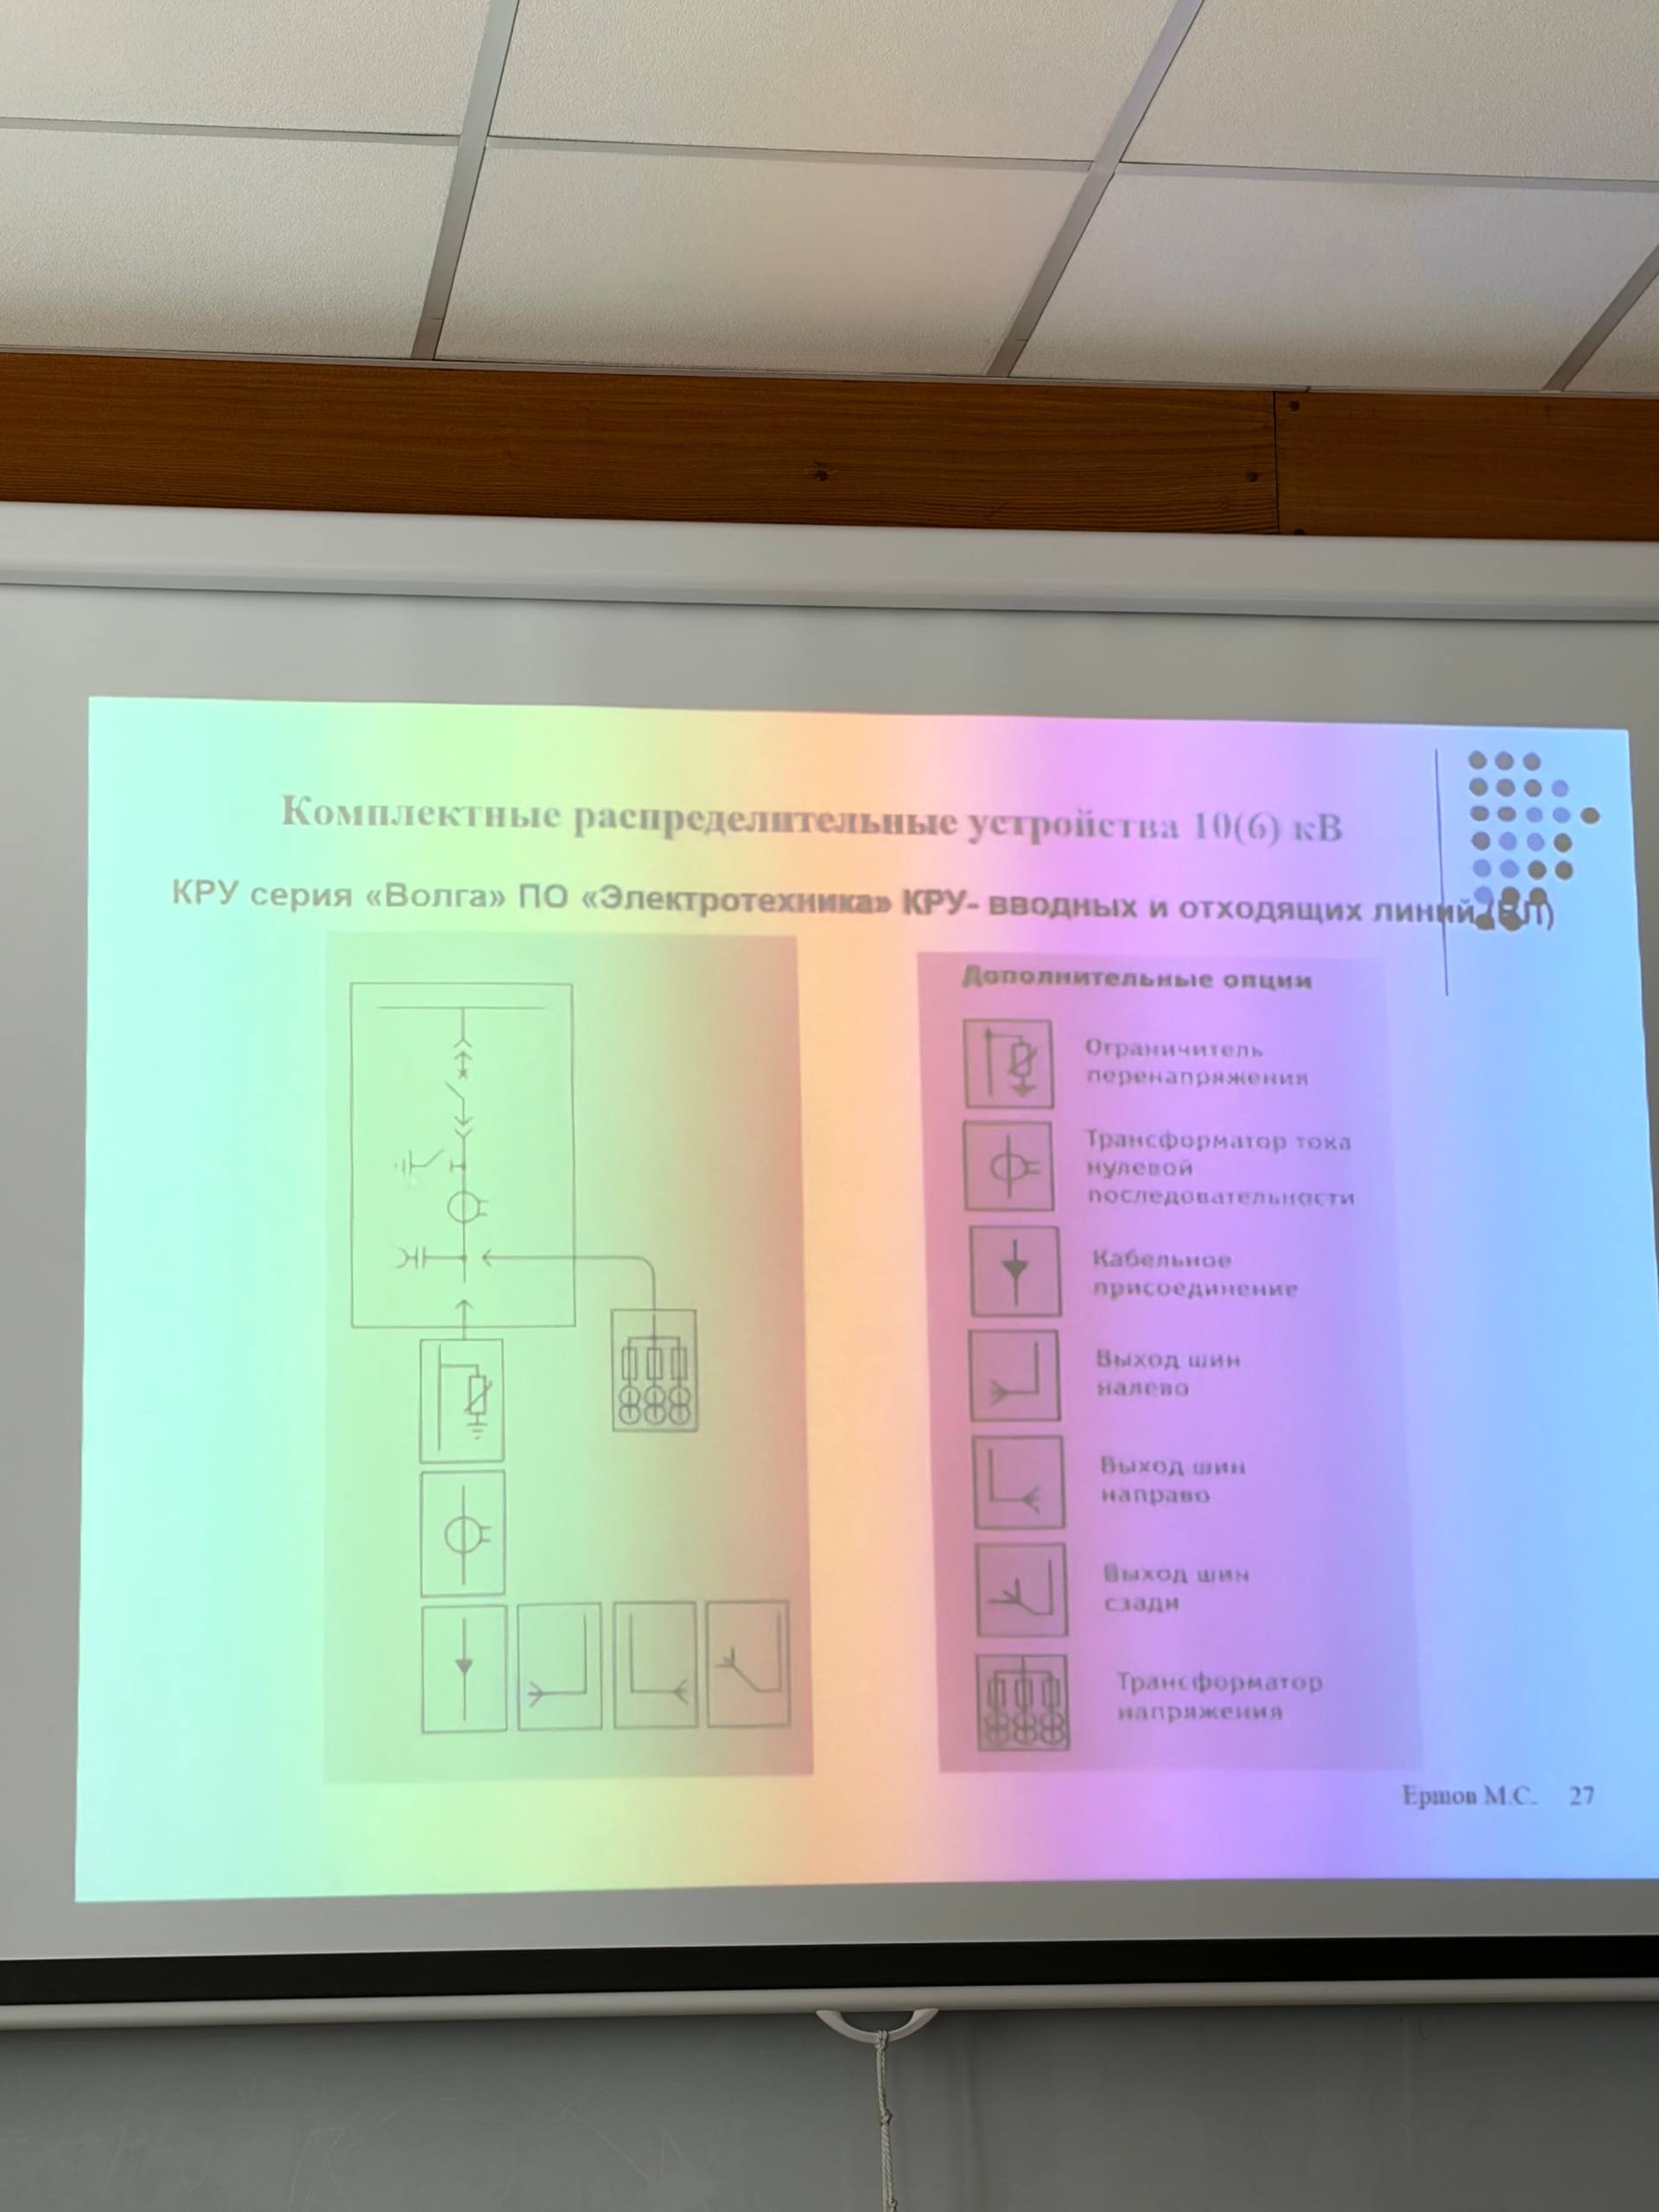 Комплектные распределительные устройства 10(6) кВ
КРУ серия «Волга» ПО «Электротехника» КРУ- вводных и отходящих линий (ВЛ)
Дополнительные опции
Ограничитель
перенапряжения
Трансформатор тока
нулевой
последовательности
Кабельное
присоединение
Выход шин
налево
Выход шин
направо
Выход шин
сзади
Трансформатор
напряжения
Ершов М.С. 27